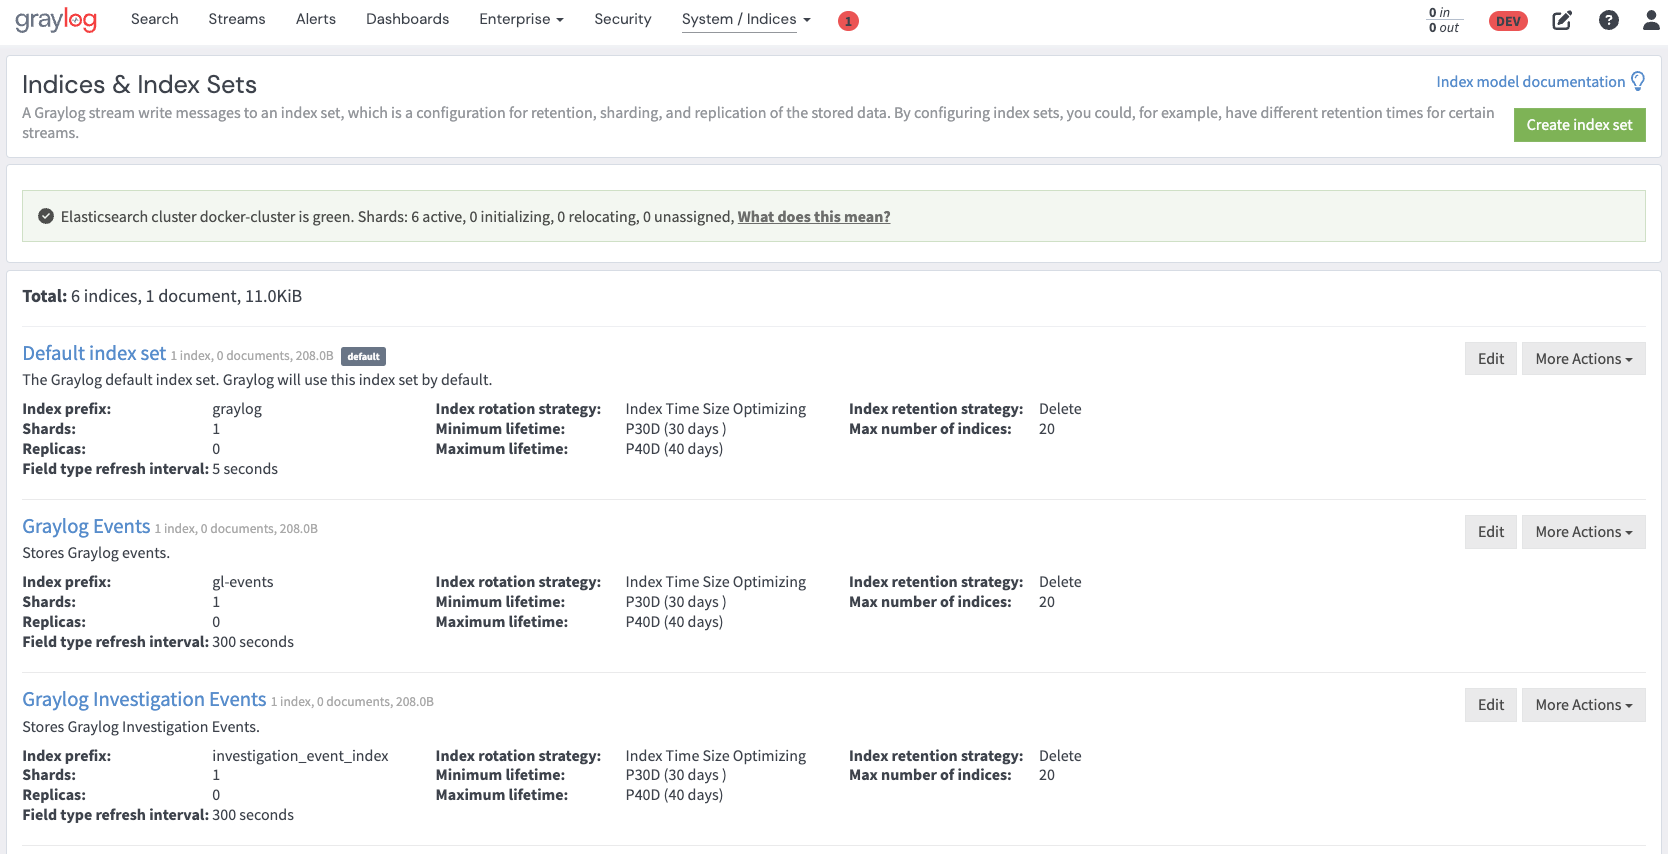 graylog Search Streams Alerts Dashboards Enterprise Security System / Indices 1 0 in DEV ?
0 out
Indices & Index Sets
Index model documentation
A Graylog stream write messages to an index set, which is a configuration for retention, sharding, and replication of the stored data. By configuring index sets, you could, for example, have different retention times for certain
streams.
Create index set
Elasticsearch cluster docker-cluster is green. Shards: 6 active, 0 initializing, 0 relocating, 0 unassigned, What does this mean?
Total: 6 indices, 1 document, 11.0KiB
Default index set 1 index, 0 documents, 208.0B default Edit More Actions
The Graylog default index set. Graylog will use this index set by default.
Index prefix: graylog Index rotation strategy: Index Time Size Optimizing Index retention strategy: Delete
Shards: 1 Minimum lifetime: P30D (30 days ) Max number of indices: 20
Replicas: 0 Maximum lifetime: P40D (40 days)
Field type refresh interval: 5 seconds
Graylog Events 1 index, 0 documents, 208.0B Edit More Actions
Stores Graylog events.
Index prefix: gl-events Index rotation strategy: Index Time Size Optimizing Index retention strategy: Delete
Shards: 1 Minimum lifetime: P30D (30 days ) Max number of indices: 20
Replicas: 0 Maximum lifetime: P40D (40 days)
Field type refresh interval: 300 seconds
Graylog Investigation Events 1 index, 0 documents, 208.0B Edit More Actions
Stores Graylog Investigation Events.
Index prefix: investigation_event_index Index rotation strategy: Index Time Size Optimizing Index retention strategy: Delete
Shards: 1 Minimum lifetime: P30D (30 days ) Max number of indices: 20
Replicas: 0 Maximum lifetime: P40D (40 days)
Field type refresh interval: 300 seconds